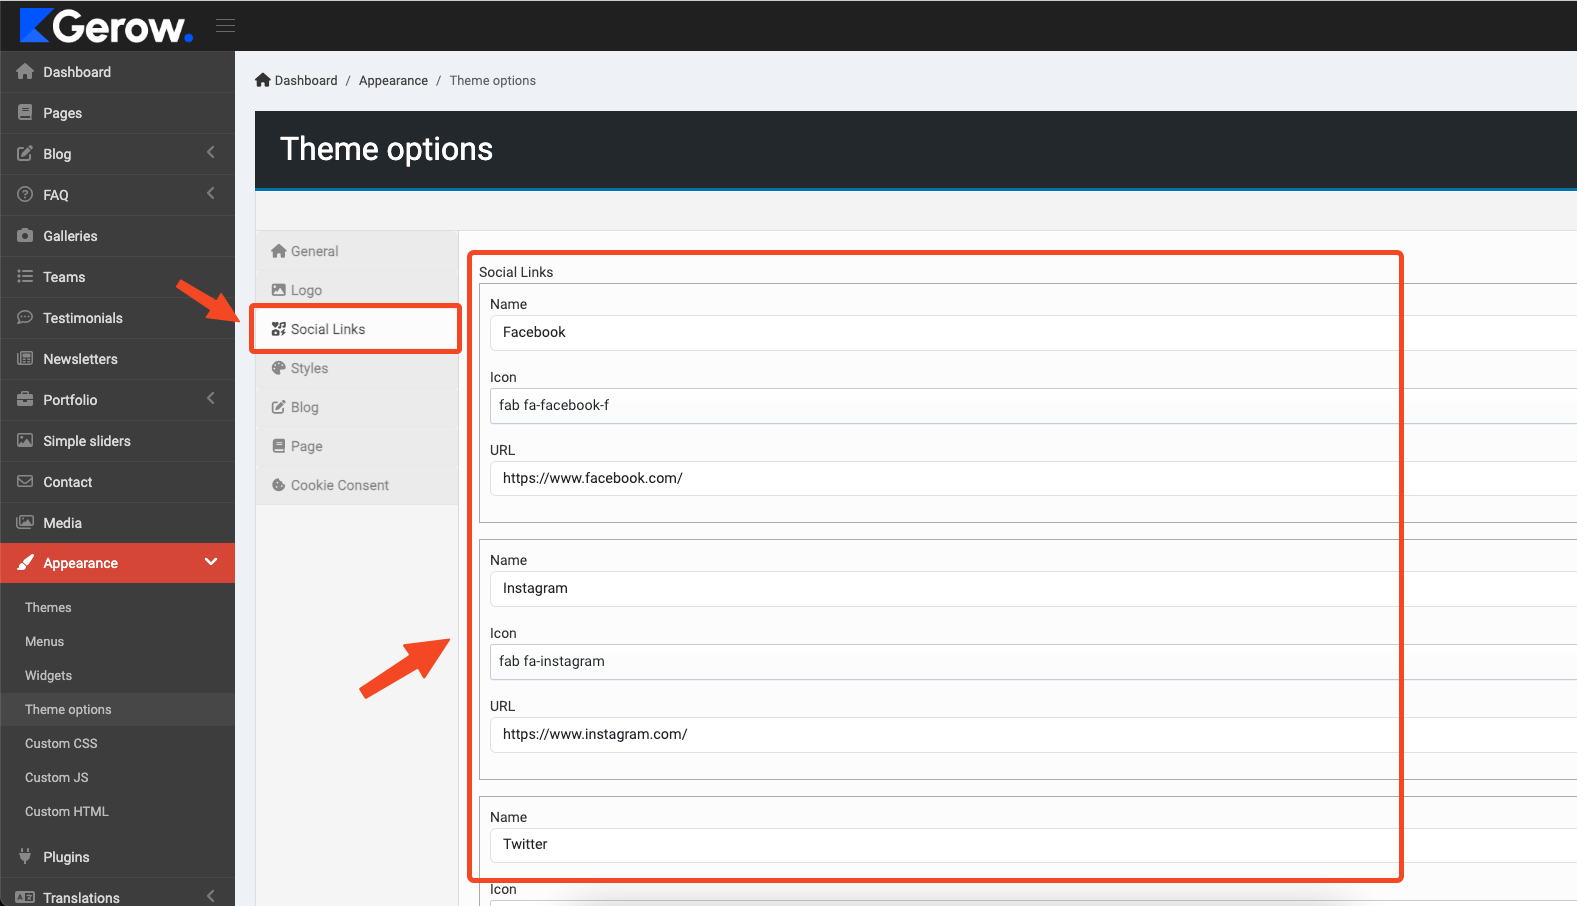 Gerow.
Dashboard
Pages
Blog
FAQ
Galleries
Teams
Testimonials
Newsletters
Portfolio
Simple sliders
Contact
Media
Appearance
Themes
Menus
Widgets
Theme options
Custom CSS
Custom JS
Custom HTML
Plugins
Translations
Dashboard / Appearance / Theme options
Theme options
General
Logo
Social Links
Styles
Blog
Page
Cookie Consent
Social Links
Name
Facebook
Icon
fab fa-facebook-f
URL
https://www.facebook.com/
Name
Instagram
Icon
fab fa-instagram
URL
https://www.instagram.com/
Name
Twitter
Icon